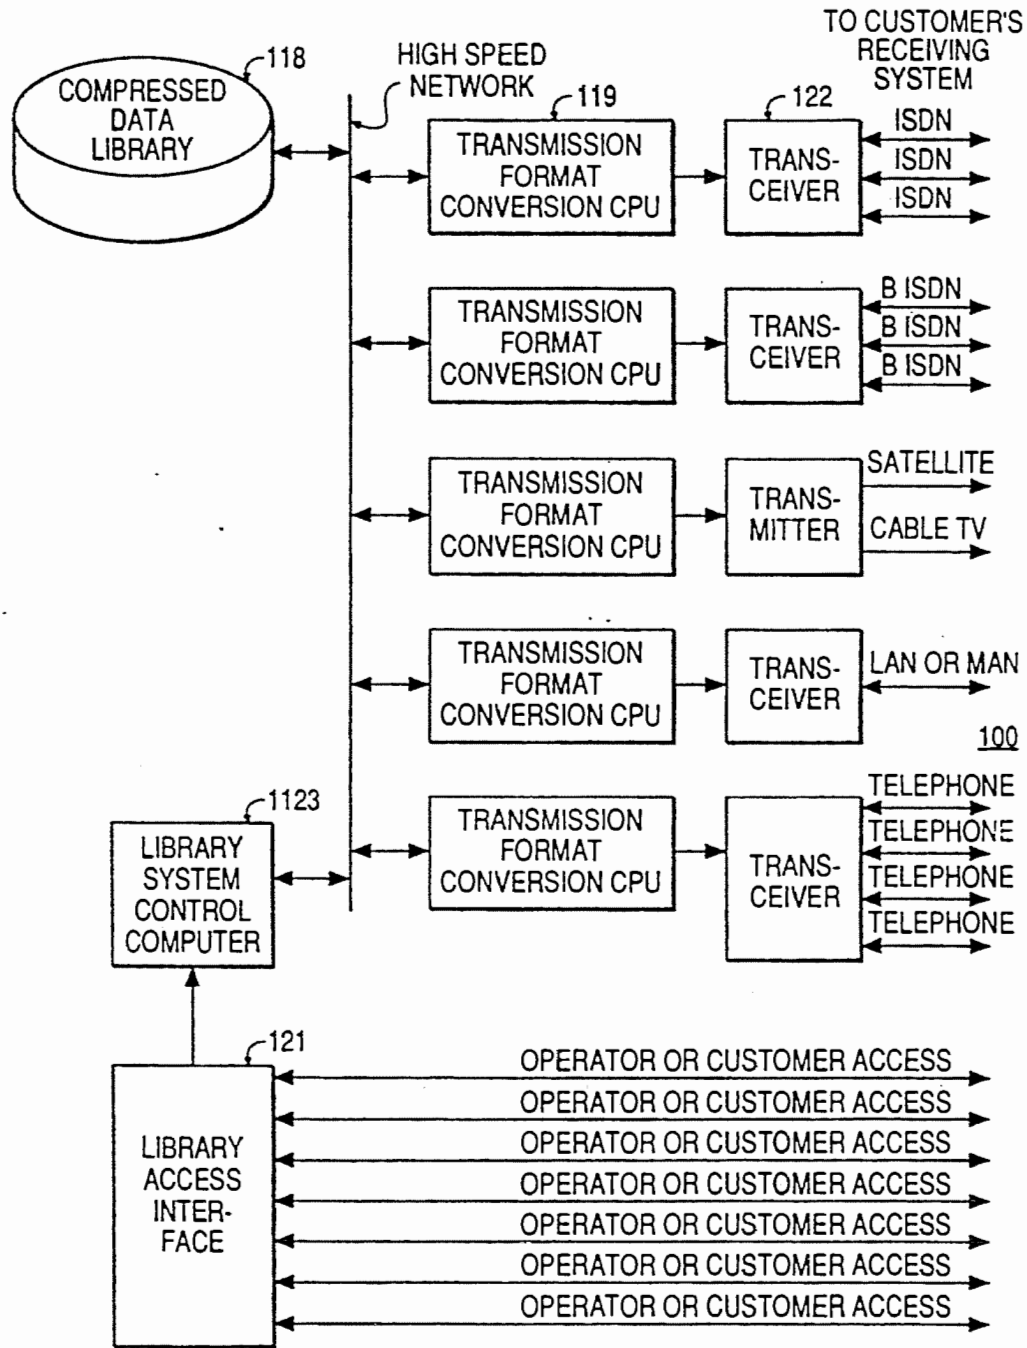 TO CUSTOMER'S
RECEIVING
SYSTEM
118
COMPRESSED
DATA
LIBRARY
HIGH SPEED
NETWORK
119
TRANSMISSION
FORMAT
CONVERSION CPU
122
TRANS-
CEIVER
ISDN
ISDN
ISDN
TRANSMISSION
FORMAT
CONVERSION CPU
TRANS-
CEIVER
B ISDN
B ISDN
B ISDN
TRANSMISSION
FORMAT
CONVERSION CPU
TRANS-
MITTER
SATELLITE
CABLE TV
TRANSMISSION
FORMAT
CONVERSION CPU
TRANS-
CEIVER
LAN OR MAN
100
1123
LIBRARY
SYSTEM
CONTROL
COMPUTER
TRANSMISSION
FORMAT
CONVERSION CPU
TRANS-
CEIVER
TELEPHONE
TELEPHONE
TELEPHONE
TELEPHONE
121
LIBRARY
ACCESS
INTER-
FACE
OPERATOR OR CUSTOMER ACCESS
OPERATOR OR CUSTOMER ACCESS
OPERATOR OR CUSTOMER ACCESS
OPERATOR OR CUSTOMER ACCESS
OPERATOR OR CUSTOMER ACCESS
OPERATOR OR CUSTOMER ACCESS
OPERATOR OR CUSTOMER ACCESS